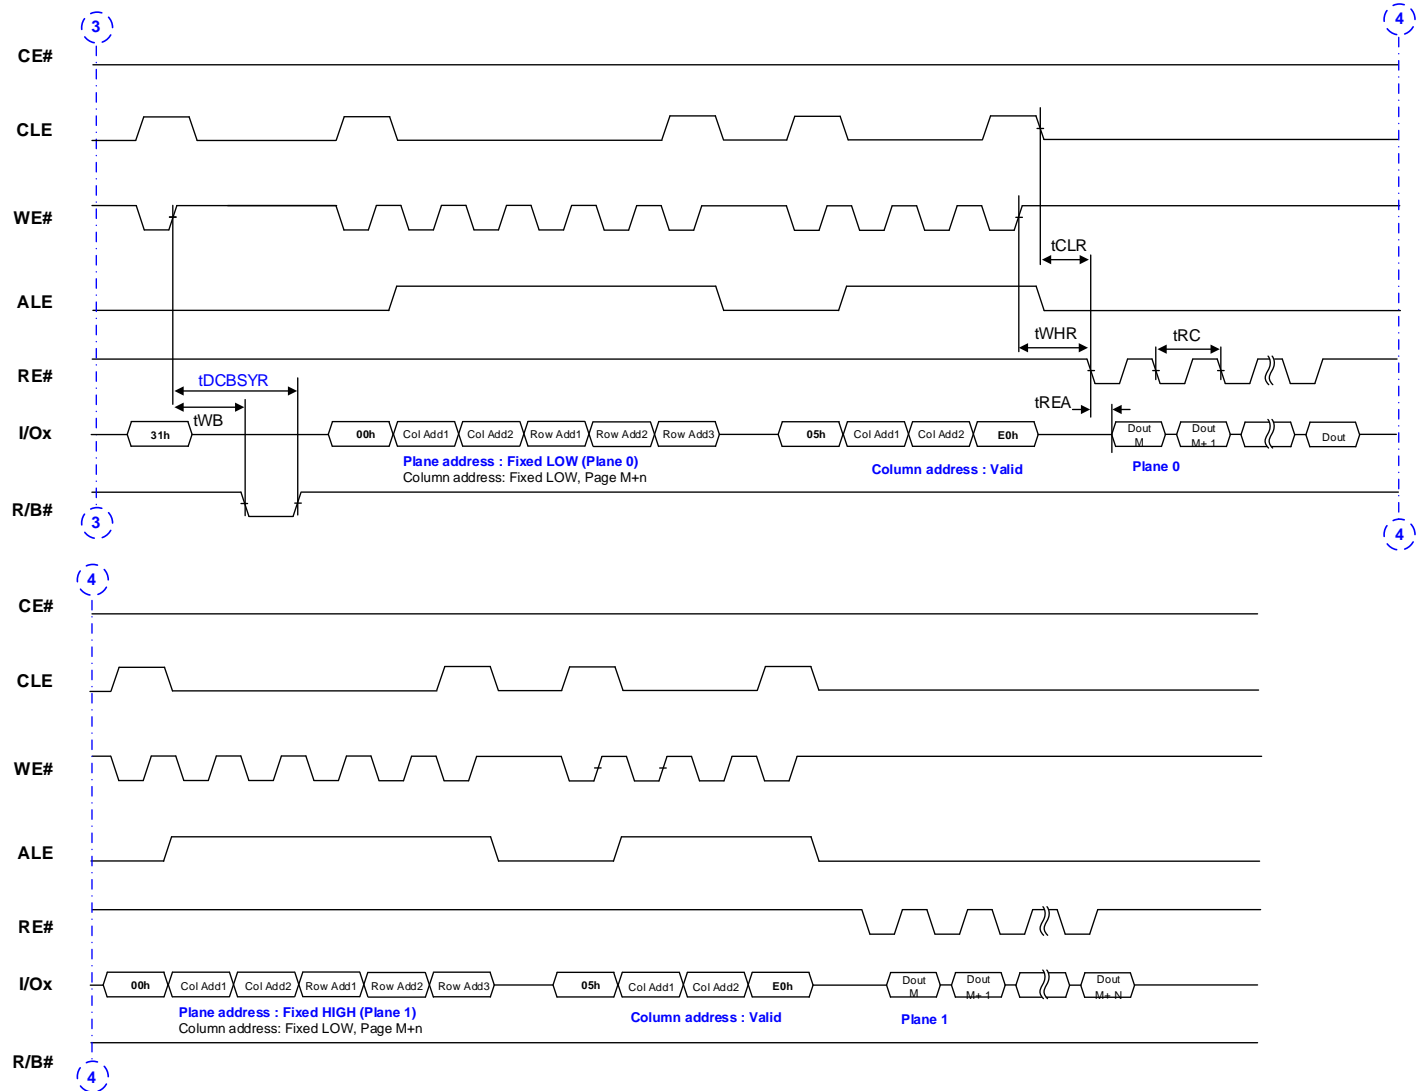 3
4
CE#
CLE
WE#
tCLR
ALE
tWHR
tRC
RE#
tDCBSYR
tREA
tWB
I/Ox
31h 00h Col Add1 Col Add2 Row Add1 Row Add2 Row Add3 05h Col Add1 Col Add2 E0h Dout M Dout M+ 1 Dout
Plane address : Fixed LOW (Plane 0) Column address : Valid Plane 0
Column address: Fixed LOW, Page M+n
R/B#
3
4
4
CE#
CLE
WE#
ALE
RE#
I/Ox
00h Col Add1 Col Add2 Row Add1 Row Add2 Row Add3 05h Col Add1 Col Add2 E0h Dout M Dout M+ 1 Dout M+ N
Plane address : Fixed HIGH (Plane 1) Column address : Valid Plane 1
Column address: Fixed LOW, Page M+n
R/B#
4